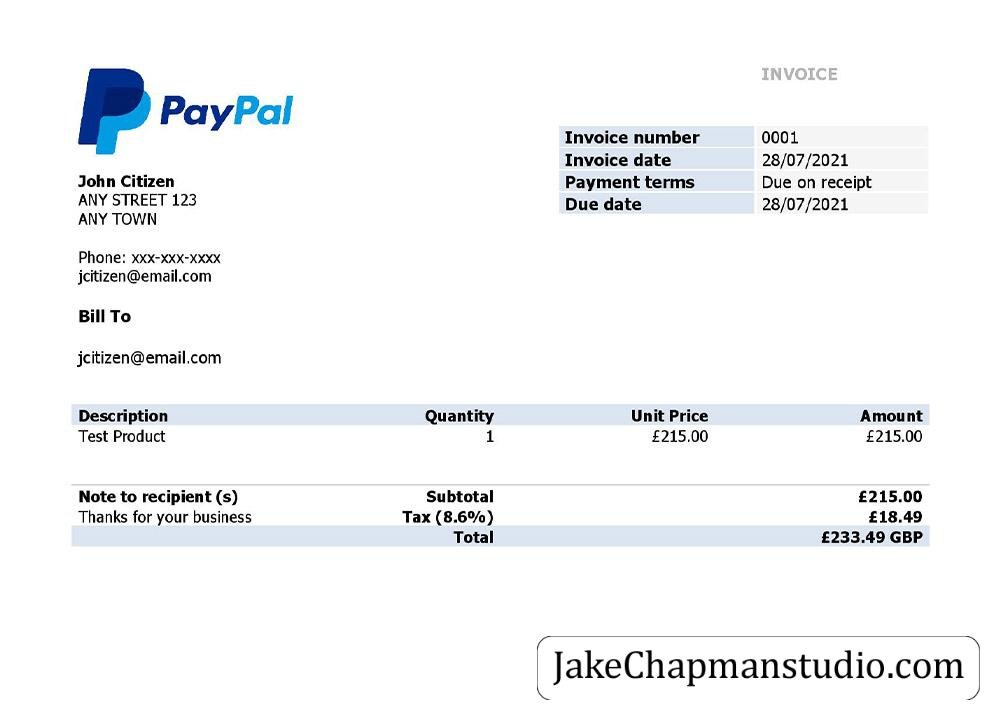 INVOICE
PayPal
Invoice number 0001
Invoice date 28/07/2021
Payment terms Due on receipt
Due date 28/07/2021
John Citizen
ANY STREET 123
ANY TOWN
Phone: xxx-xxx-xxxx
jcitizen@email.com
Bill To
jcitizen@email.com
Description Quantity Unit Price Amount
Test Product 1 £215.00 £215.00
Note to recipient (s) Subtotal £215.00
Thanks for your business Tax (8.6%) £18.49
Total £233.49 GBP
JakeChapmanstudio.com